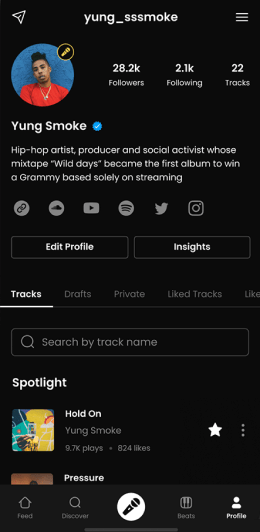 yung_sssmoke
28.2k
2.1k
22
Followers
Following
Tracks
Yung Smoke
Hip-hop artist, producer and social activist whose
mixtape “Wild days” became the first album to win
a Grammy based solely on streaming
Edit Profile
Insights
Tracks
Drafts
Private
Liked Tracks
Like
Search by track name
Spotlight
Hold On
Yung Smoke
9.7K plays • 824 likes
Pressure
Feed
Discover
Beats
Profile